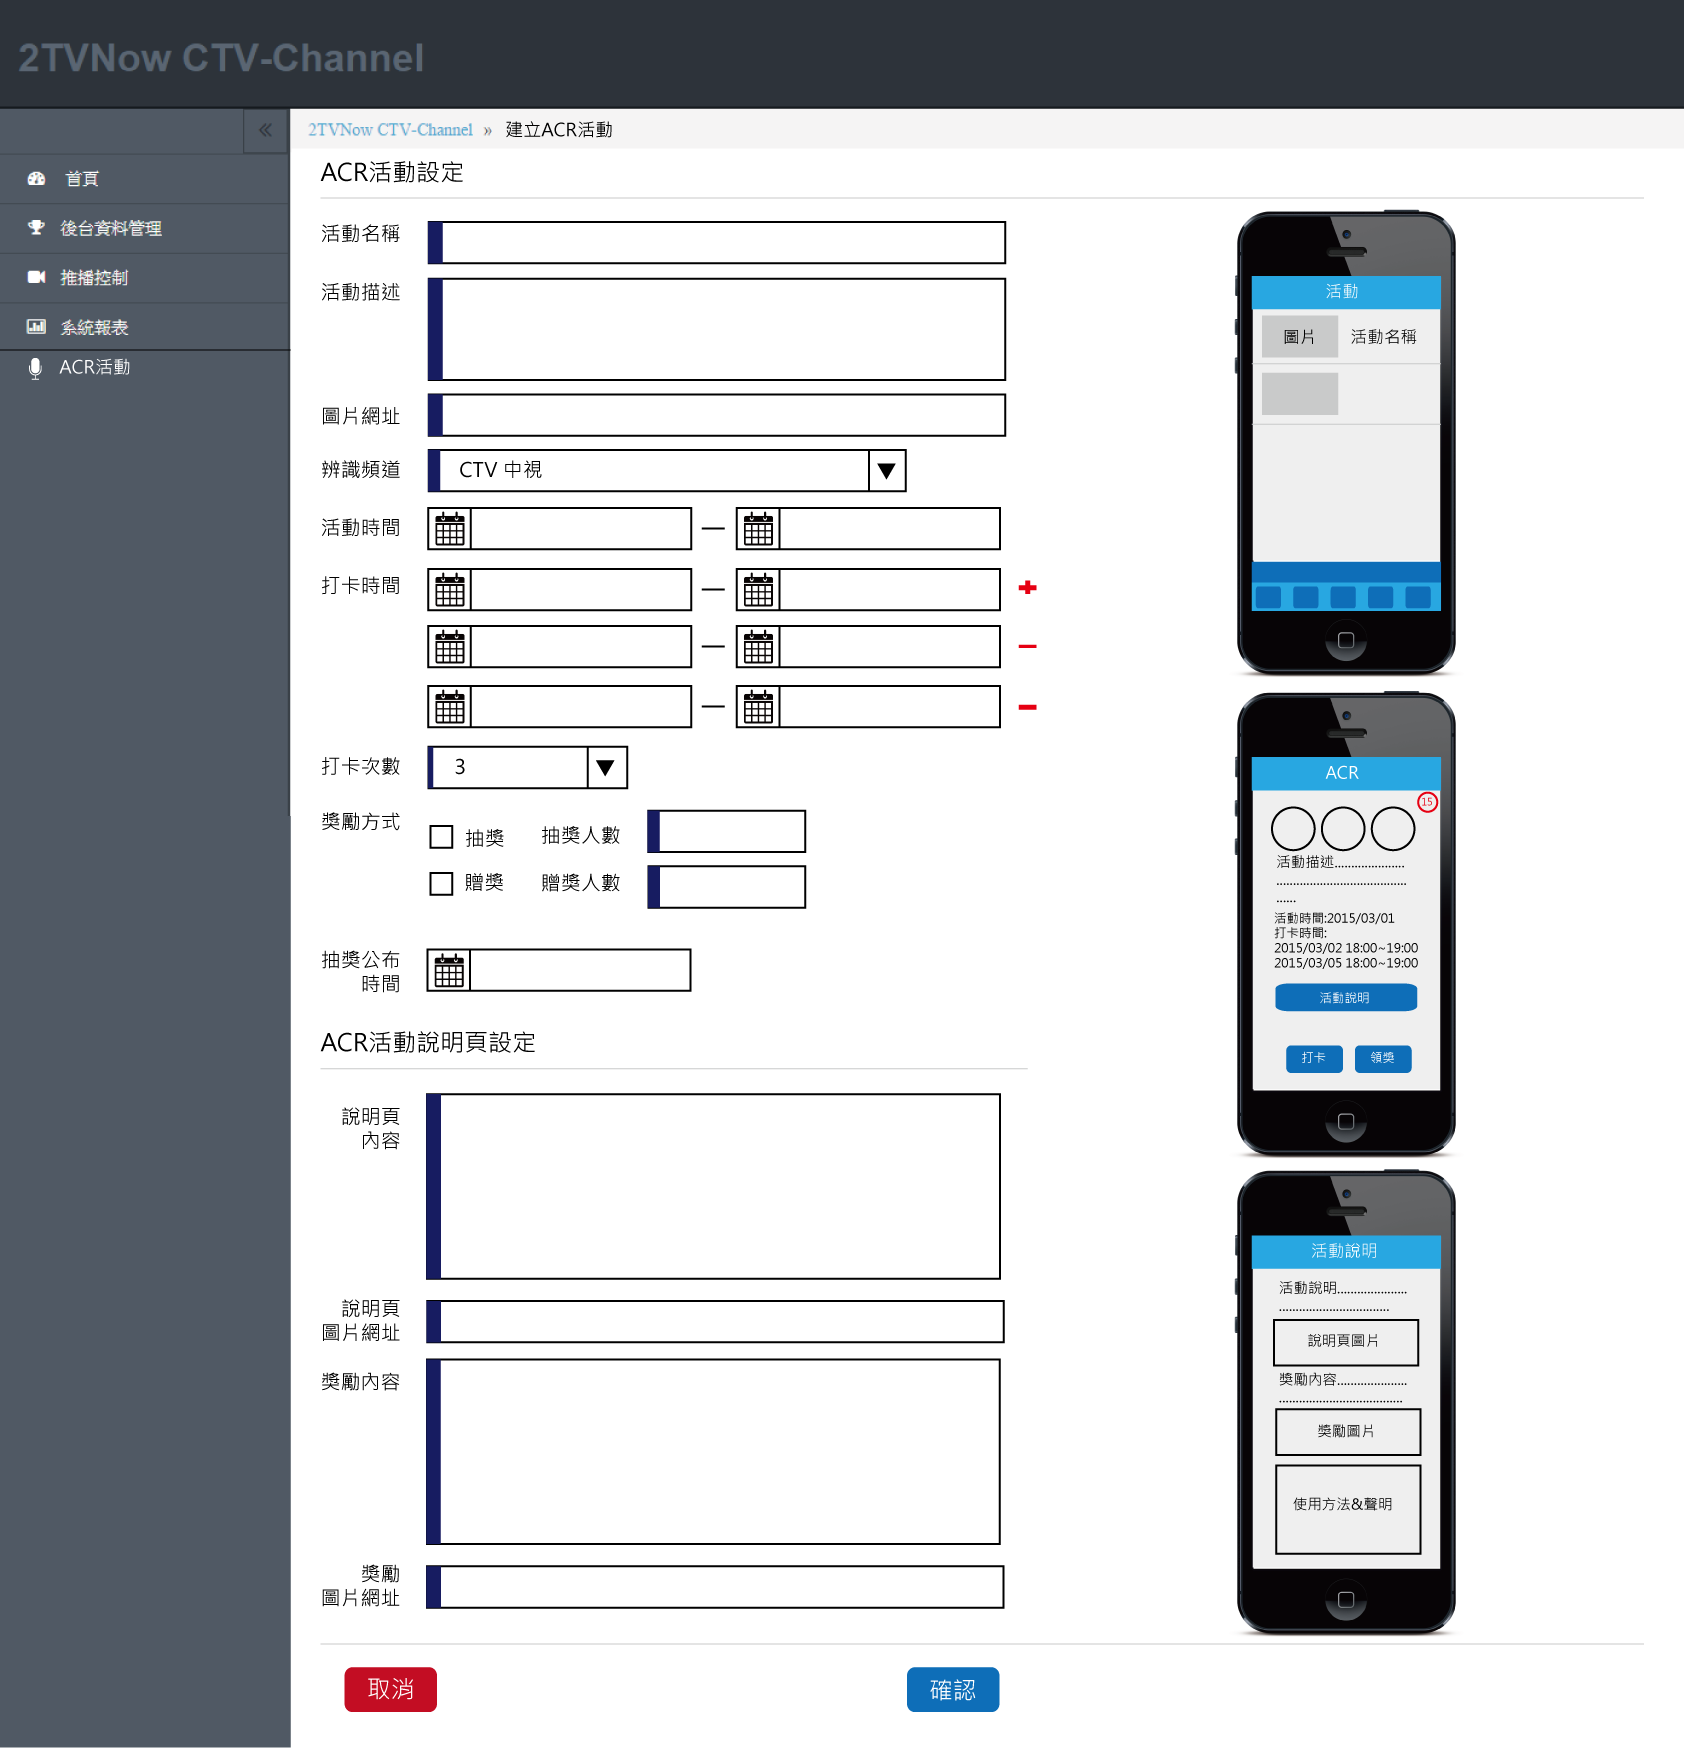 2TVNow CTV-Channel
«
首頁
後台資料管理
推播控制
系統報表
ACR活動
2TVNow CTV-Channel » 建立ACR活動
ACR活動設定
活動名稱
活動描述
圖片網址
辨識頻道
CTV 中視
活動時間
—
打卡時間
—
+
—
—
打卡次數
3
獎勵方式
抽獎
抽獎人數
贈獎
贈獎人數
抽獎公布
時間
ACR活動說明頁設定
說明頁
內容
說明頁
圖片網址
獎勵內容
獎勵
圖片網址
取消
確認
活動
圖片
活動名稱
ACR
15
活動描述.....................
.......................................
......
活動時間:2015/03/01
打卡時間:
2015/03/02 18:00~19:00
2015/03/05 18:00~19:00
活動說明
打卡
領獎
活動說明
活動說明.....................
.................................
說明頁圖片
獎勵內容.....................
.....................................
獎勵圖片
使用方法&聲明